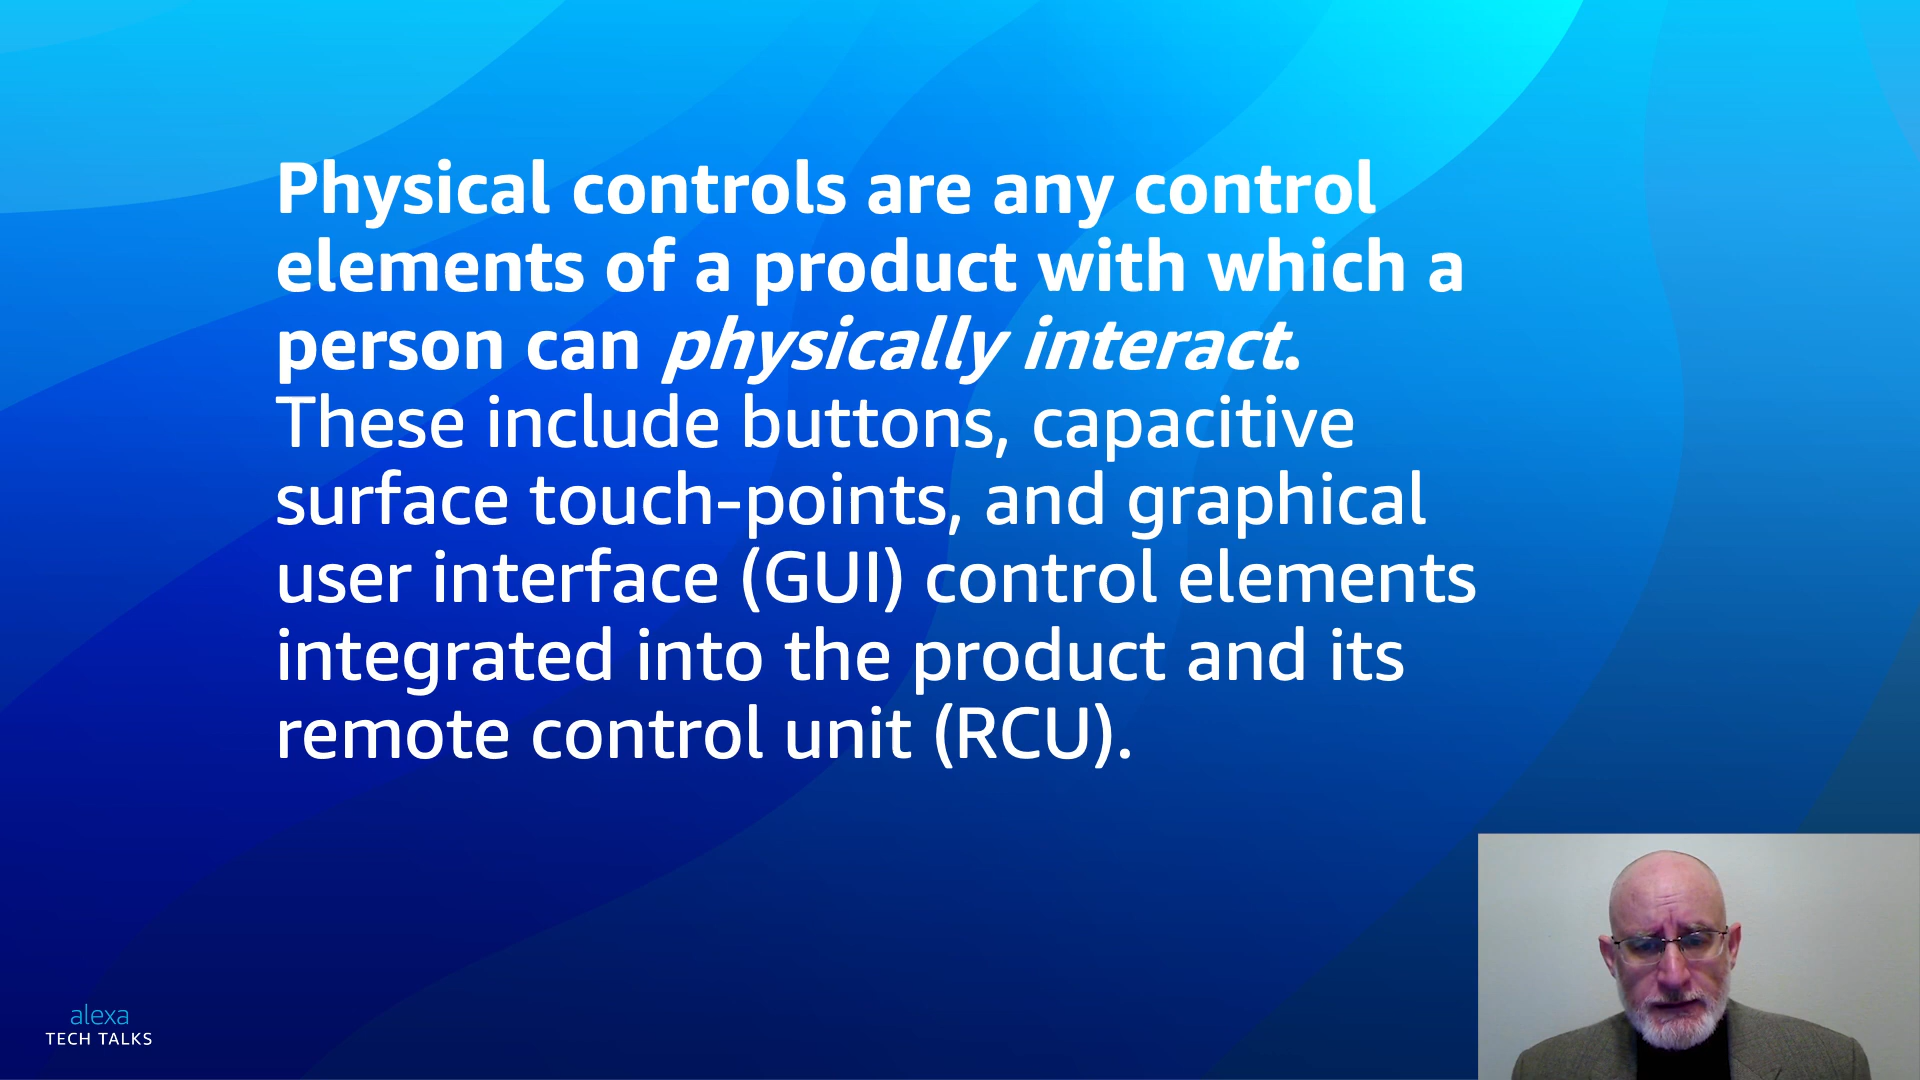 Physical controls are any control
elements of a product with which a
person can physically interact.
These include buttons, capacitive
surface touch-points, and graphical
user interface (GUI) control elements
integrated into the product and its
remote control unit (RCU).
alexa
TECH TALKS